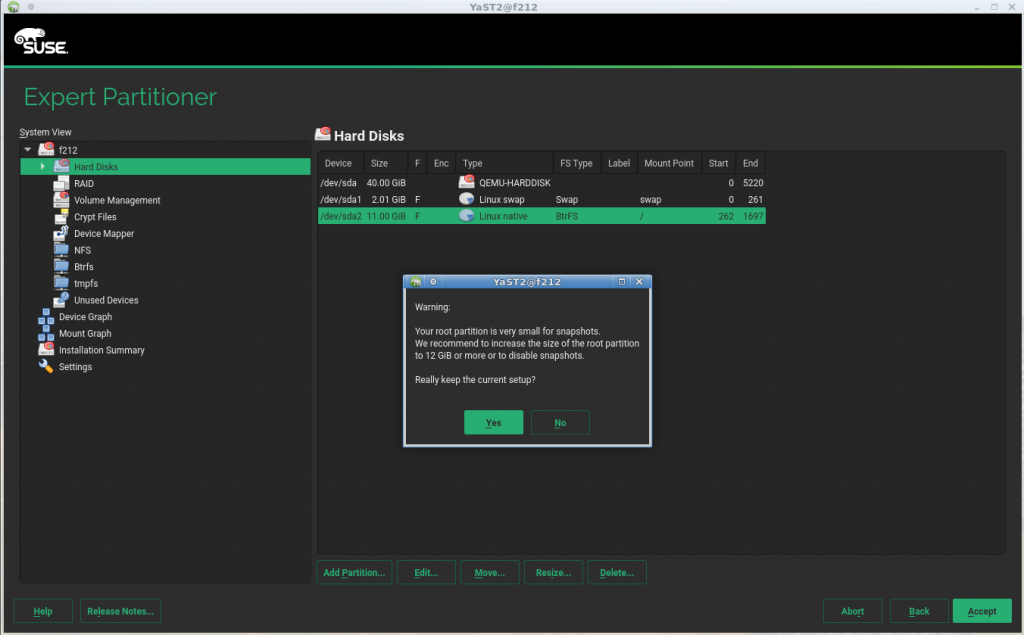 YaST2@f212
SUSE.
Expert Partitioner
System View
f212
Hard Disks
RAID
Volume Management
Crypt Files
Device Mapper
NFS
Btrfs
tmpfs
Unused Devices
Device Graph
Mount Graph
Installation Summary
Settings
Hard Disks
Device Size F Enc Type FS Type Label Mount Point Start End
/dev/sda 40.00 GiB QEMU-HARDDISK 0 5220
/dev/sda1 2.01 GiB F Linux swap Swap swap 0 261
/dev/sda2 11.00 GiB F Linux native BtrFS / 262 1697
YaST2@f212
Warning:
Your root partition is very small for snapshots.
We recommend to increase the size of the root partition
to 12 GiB or more or to disable snapshots.
Really keep the current setup?
Yes No
Add Partition... Edit... Move... Resize... Delete...
Help Release Notes... Abort Back Accept